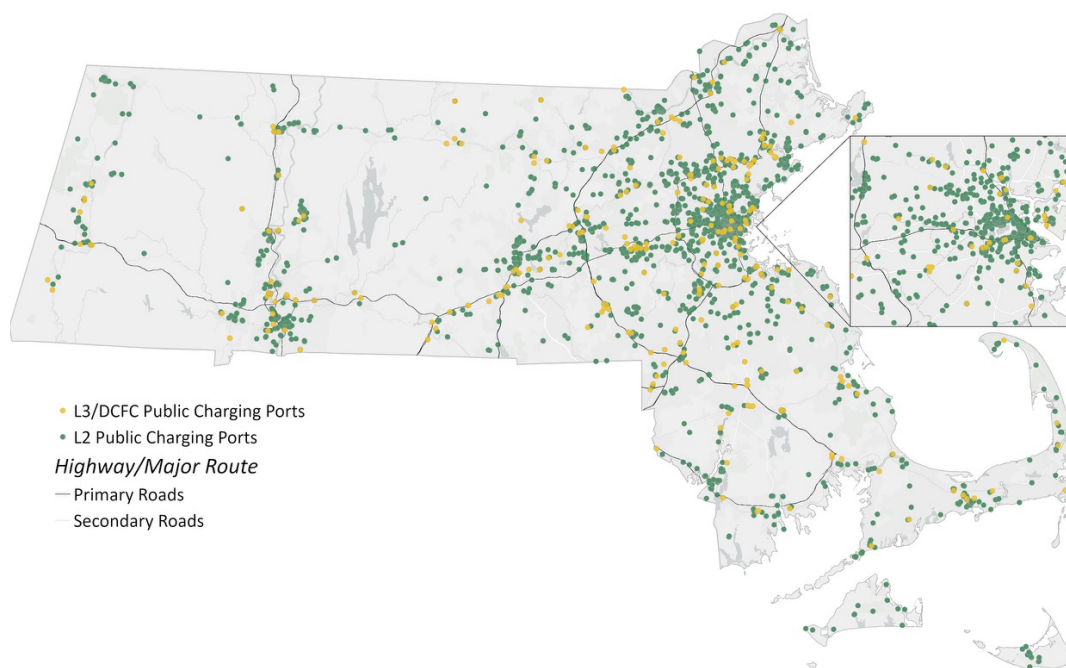 L3/DCFC Public Charging Ports
L2 Public Charging Ports
Highway/Major Route
Primary Roads
Secondary Roads